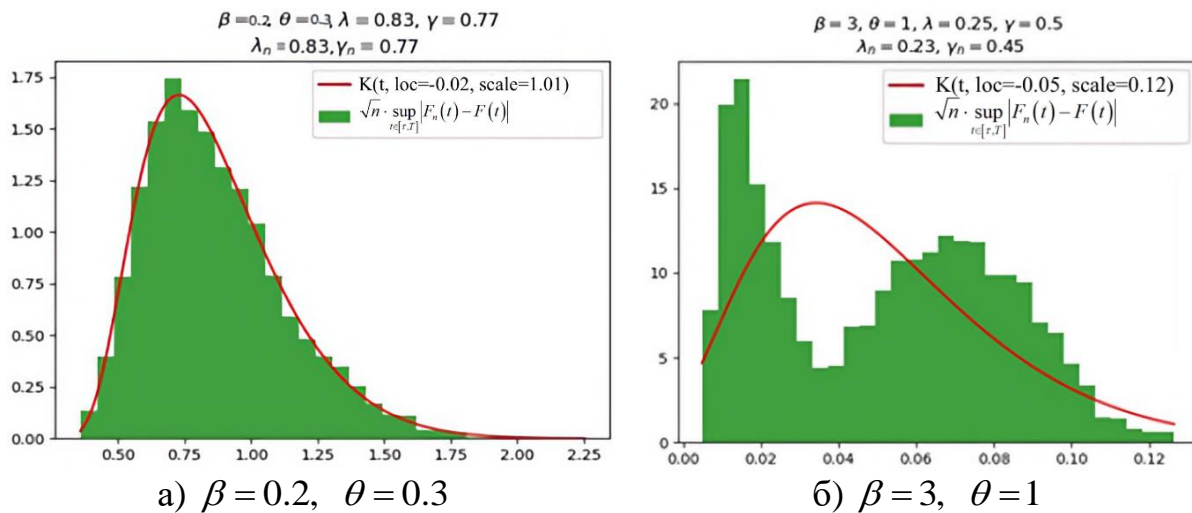 β=0.2, θ=0.3, λ = 0.83, γ = 0.77
λₙ = 0.83, γₙ = 0.77
K(t, loc=-0.02, scale=1.01)
√n · sup |Fₙ(t) − F(t)|
t∈[τ,T]
1.75
1.50
1.25
1.00
0.75
0.50
0.25
0.00
0.50 0.75 1.00 1.25 1.50 1.75 2.00 2.25
а) β = 0.2, θ = 0.3
β = 3, θ = 1, λ = 0.25, γ = 0.5
λₙ = 0.23, γₙ = 0.45
K(t, loc=-0.05, scale=0.12)
√n · sup |Fₙ(t) − F(t)|
t∈[τ,T]
20
15
10
5
0
0.00 0.02 0.04 0.06 0.08 0.10 0.12
б) β = 3, θ = 1